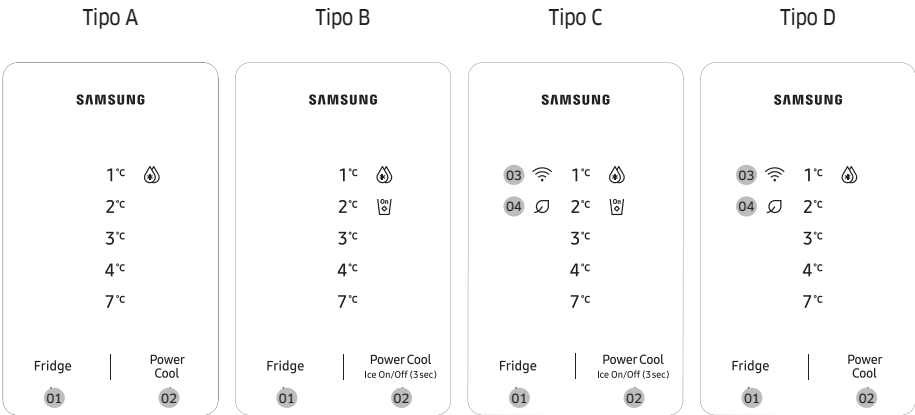 Tipo A
Tipo B
Tipo C
Tipo D
SAMSUNG
1°C
2°C
3°C
4°C
7°C
Fridge
Power
Cool
01
02
SAMSUNG
1°C
2°C
On
3°C
4°C
7°C
Fridge
Power Cool
Ice On/Off (3 sec)
01
02
SAMSUNG
03
1°C
04
2°C
On
3°C
4°C
7°C
Fridge
Power Cool
Ice On/Off (3 sec)
01
02
SAMSUNG
03
1°C
04
2°C
3°C
4°C
7°C
Fridge
Power
Cool
01
02